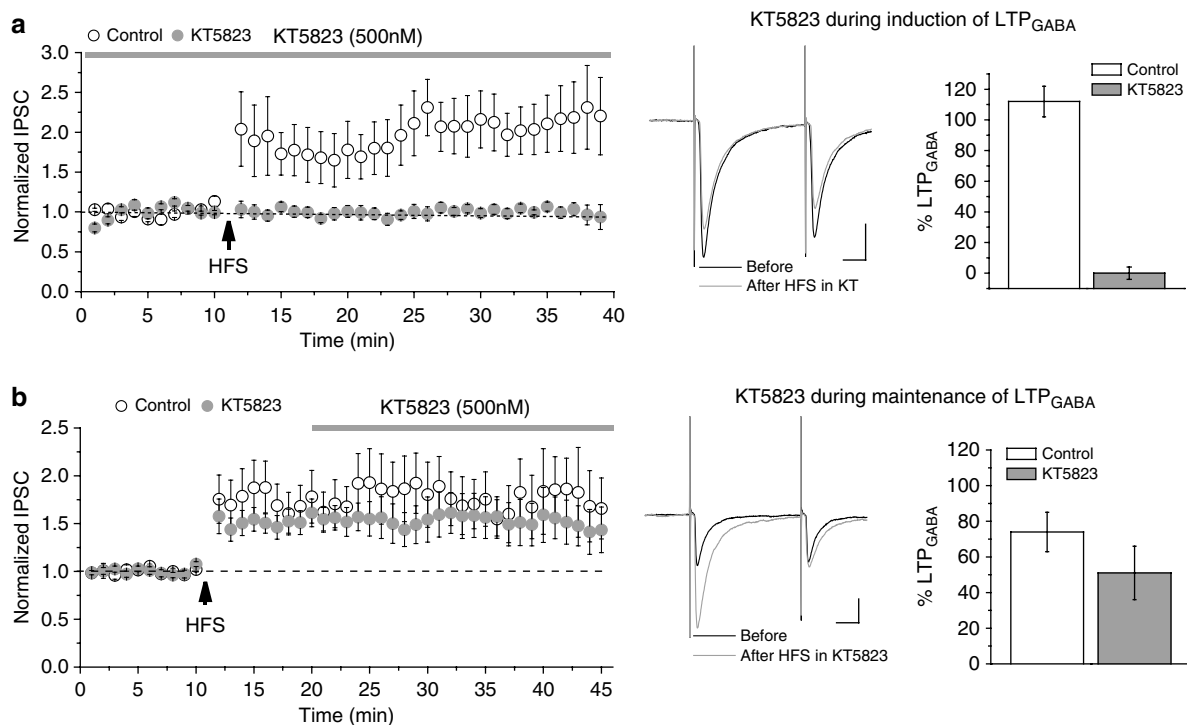 a
Control KT5823 KT5823 (500nM)
3.0
2.5
2.0
1.5
1.0
0.5
0.0
Normalized IPSC
HFS
0 5 10 15 20 25 30 35 40
Time (min)
KT5823 during induction of LTP_GABA
Before
After HFS in KT
% LTP_GABA
120
100
80
60
40
20
0
Control
KT5823
b
Control KT5823 KT5823 (500nM)
2.5
2.0
1.5
1.0
0.5
0.0
Normalized IPSC
HFS
0 5 10 15 20 25 30 35 40 45
Time (min)
KT5823 during maintenance of LTP_GABA
Before
After HFS in KT5823
% LTP_GABA
120
100
80
60
40
20
0
Control
KT5823